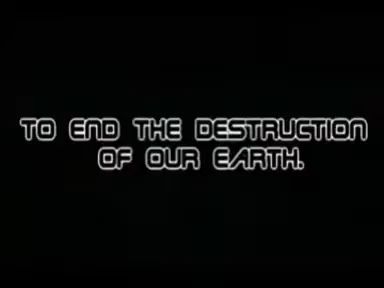 TO END THE DESTRUCTION
OF OUR EARTH.